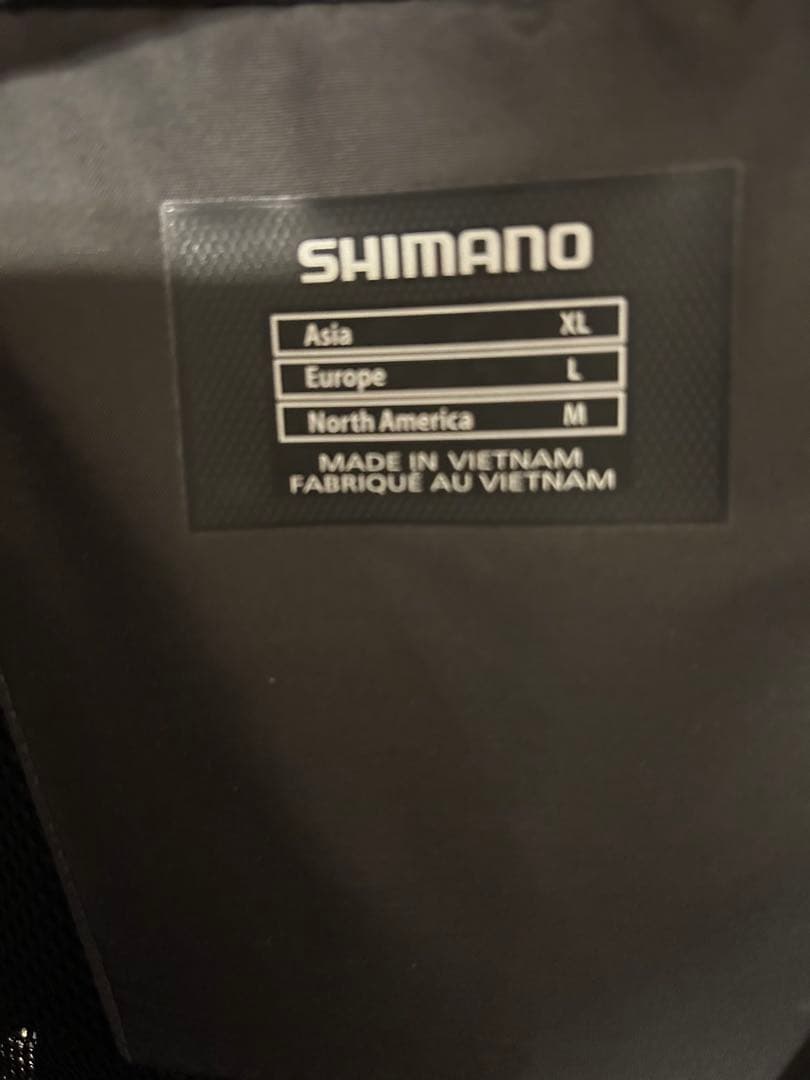 SHIMANO
Asia XL
Europe L
North America M
MADE IN VIETNAM
FABRIQUÉ AU VIETNAM